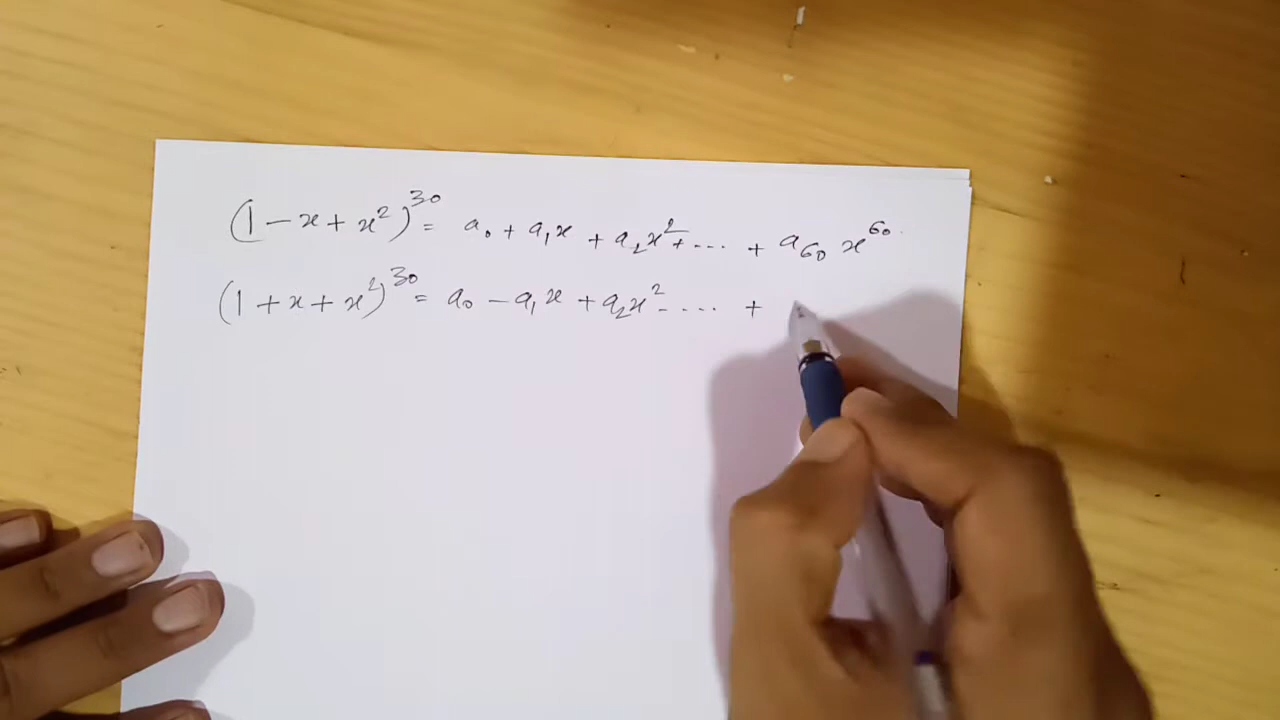 (1 - x + x²)³⁰ = a₀ + a₁x + a₂x² + .... + a₆₀ x⁶⁰.
(1 + x + x²)³⁰ = a₀ - a₁x + a₂x² - .... +